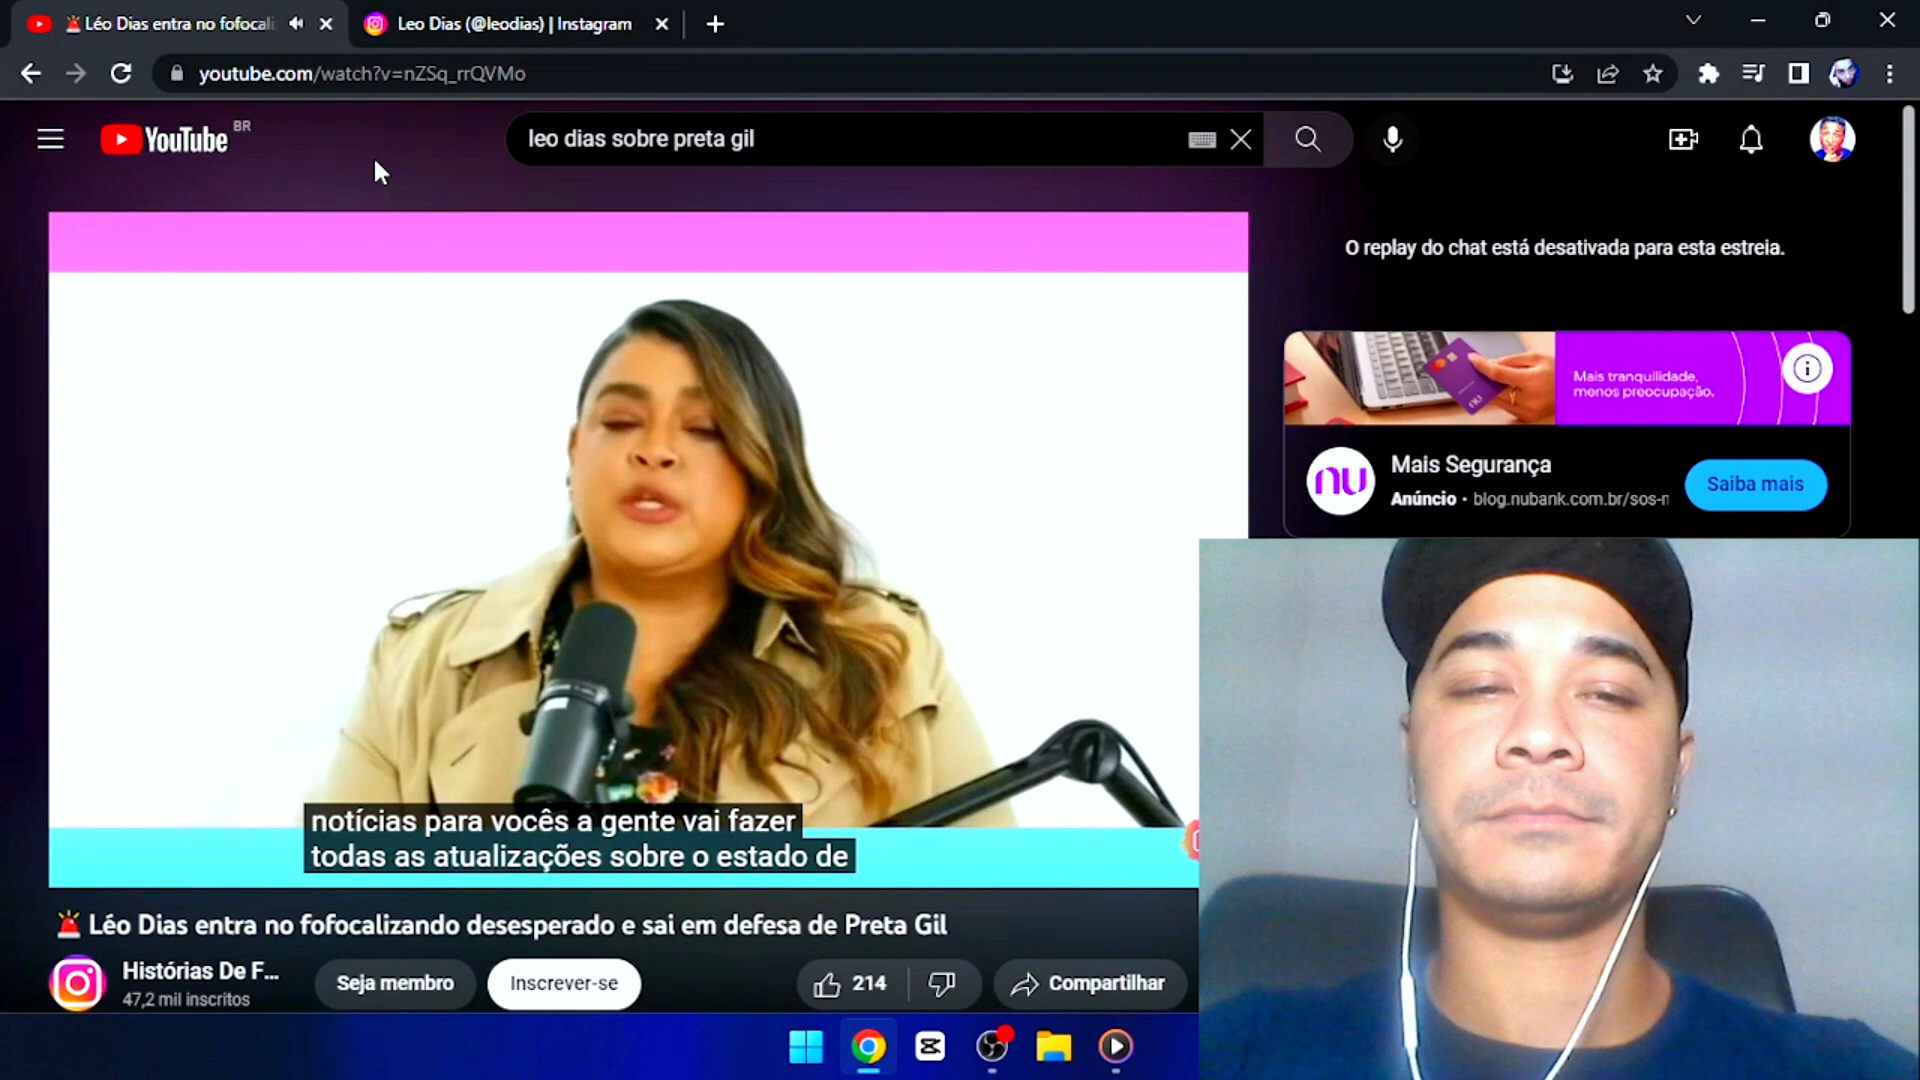 Léo Dias entra no fofocali
Leo Dias (@leodias) | Instagram
youtube.com/watch?v=nZSq_rrQVMo
YouTube BR
leo dias sobre preta gil
O replay do chat está desativada para esta estreia.
Mais tranquilidade,
menos preocupação.
nu
nu
Mais Segurança
Anúncio · blog.nubank.com.br/sos-n
Saiba mais
notícias para vocês a gente vai fazer
todas as atualizações sobre o estado de
Léo Dias entra no fofocalizando desesperado e sai em defesa de Preta Gil
Histórias De F...
47,2 mil inscritos
Seja membro
Inscrever-se
214
Compartilhar